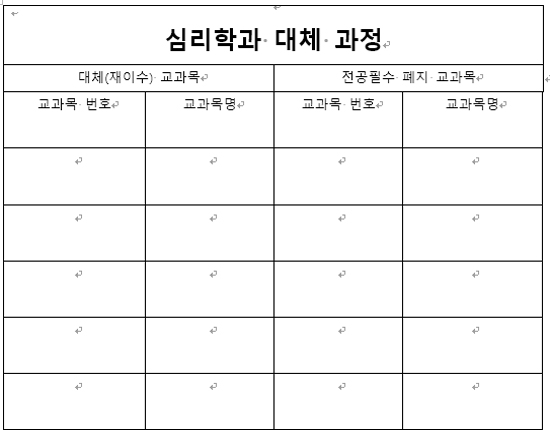 심리학과 대체 과정
대체(재이수) 교과목 전공필수 폐지 교과목
교과목 번호 교과목명 교과목 번호 교과목명